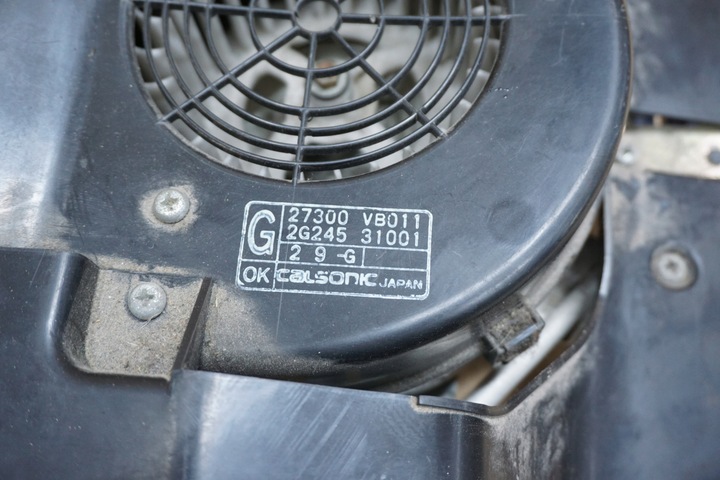 G
27300 VB011
2G245 31001
2 9 -G
OK CALSONIC JAPAN